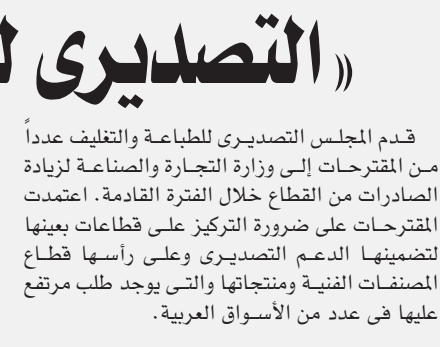 « التصديرى
قدم المجلس التصديرى للطباعة والتغليف عدداً
من المقترحات إلى وزارة التجارة والصناعة لزيادة
الصادرات من القطاع خلال الفترة القادمة. اعتمدت
المقترحات على ضرورة التركيز على قطاعات بعينها
لتضمينها الدعم التصديرى وعلى رأسها قطاع
المصنفات الفنية ومنتجاتها والتى يوجد طلب مرتفع
عليها فى عدد من الأسواق العربية.